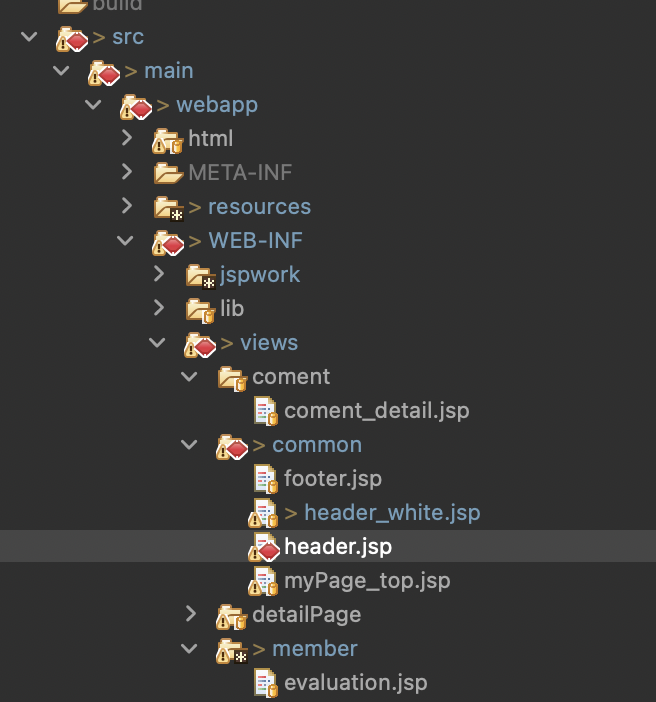 build
> src
> main
> webapp
html
META-INF
> resources
> WEB-INF
jspwork
lib
> views
coment
coment_detail.jsp
> common
footer.jsp
> header_white.jsp
header.jsp
myPage_top.jsp
detailPage
> member
evaluation.jsp